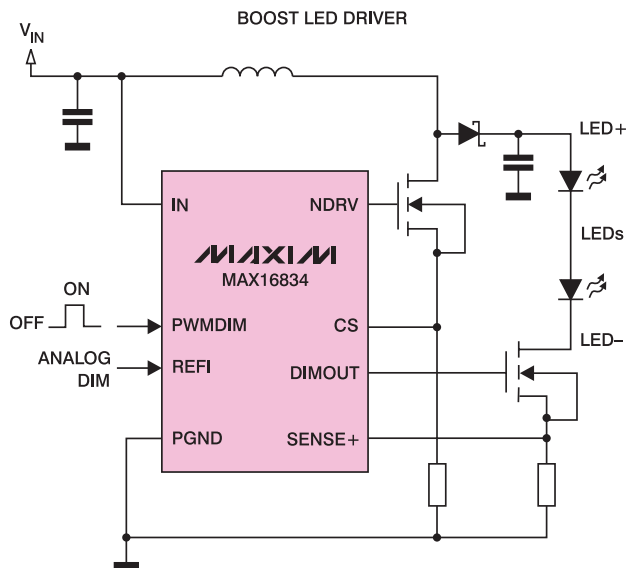 BOOST LED DRIVER
VIN
LED+
IN
NDRV
LEDs
MAXIM
MAX16834
ON
OFF
PWMDIM
CS
LED–
ANALOG
DIM
REFI
DIMOUT
PGND
SENSE+